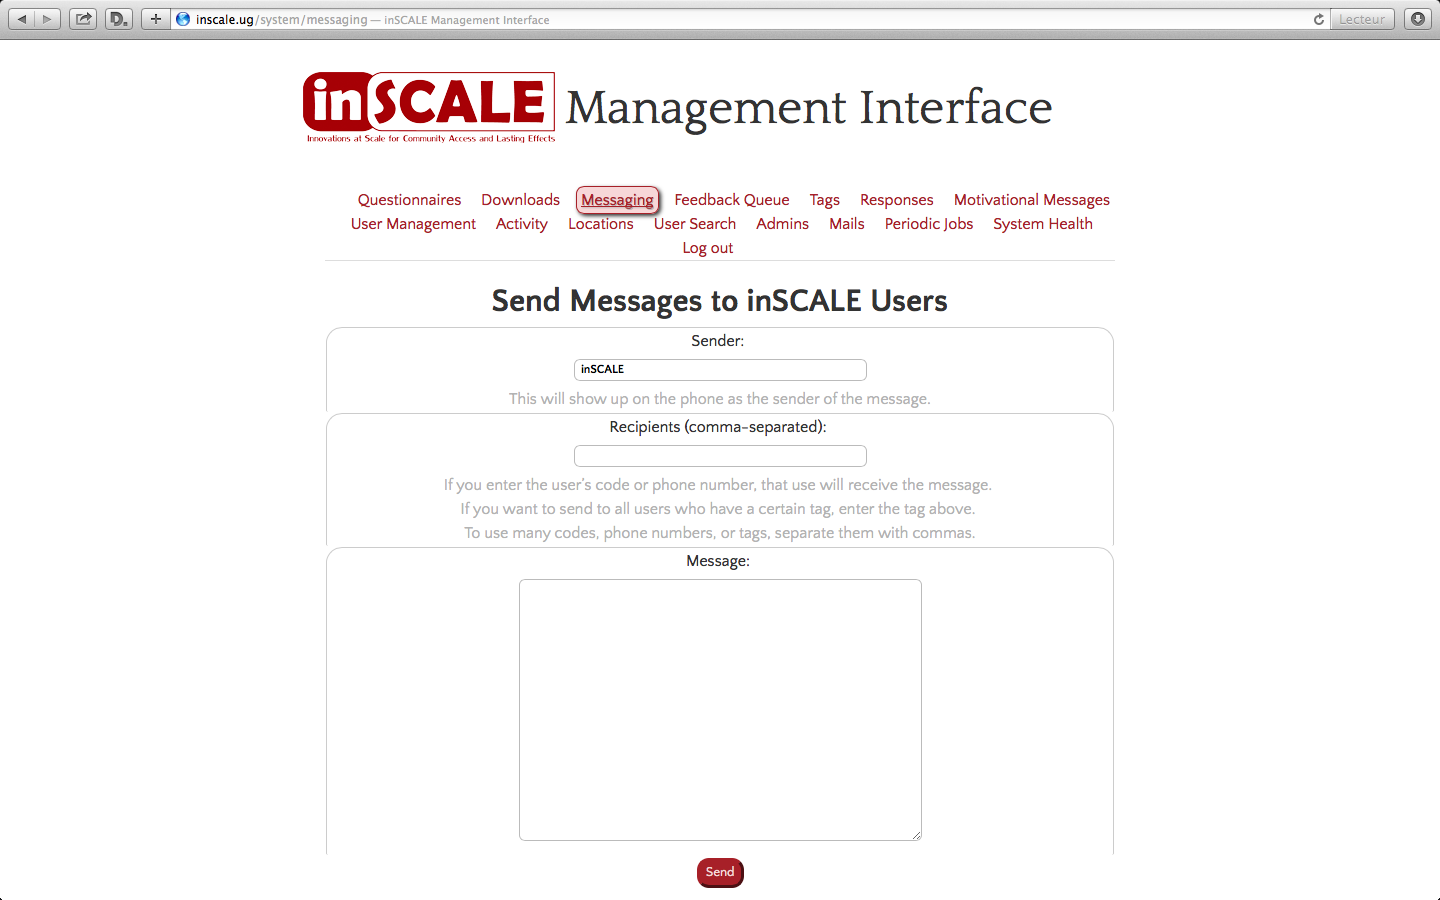 inscale.ug/system/messaging — inSCALE Management Interface
Lecteur
inSCALE Management Interface
Innovations at Scale for Community Access and Lasting Effects
Questionnaires Downloads Messaging Feedback Queue Tags Responses Motivational Messages
User Management Activity Locations User Search Admins Mails Periodic Jobs System Health
Log out
Send Messages to inSCALE Users
Sender:
inSCALE
This will show up on the phone as the sender of the message.
Recipients (comma-separated):
If you enter the user's code or phone number, that use will receive the message.
If you want to send to all users who have a certain tag, enter the tag above.
To use many codes, phone numbers, or tags, separate them with commas.
Message:
Send